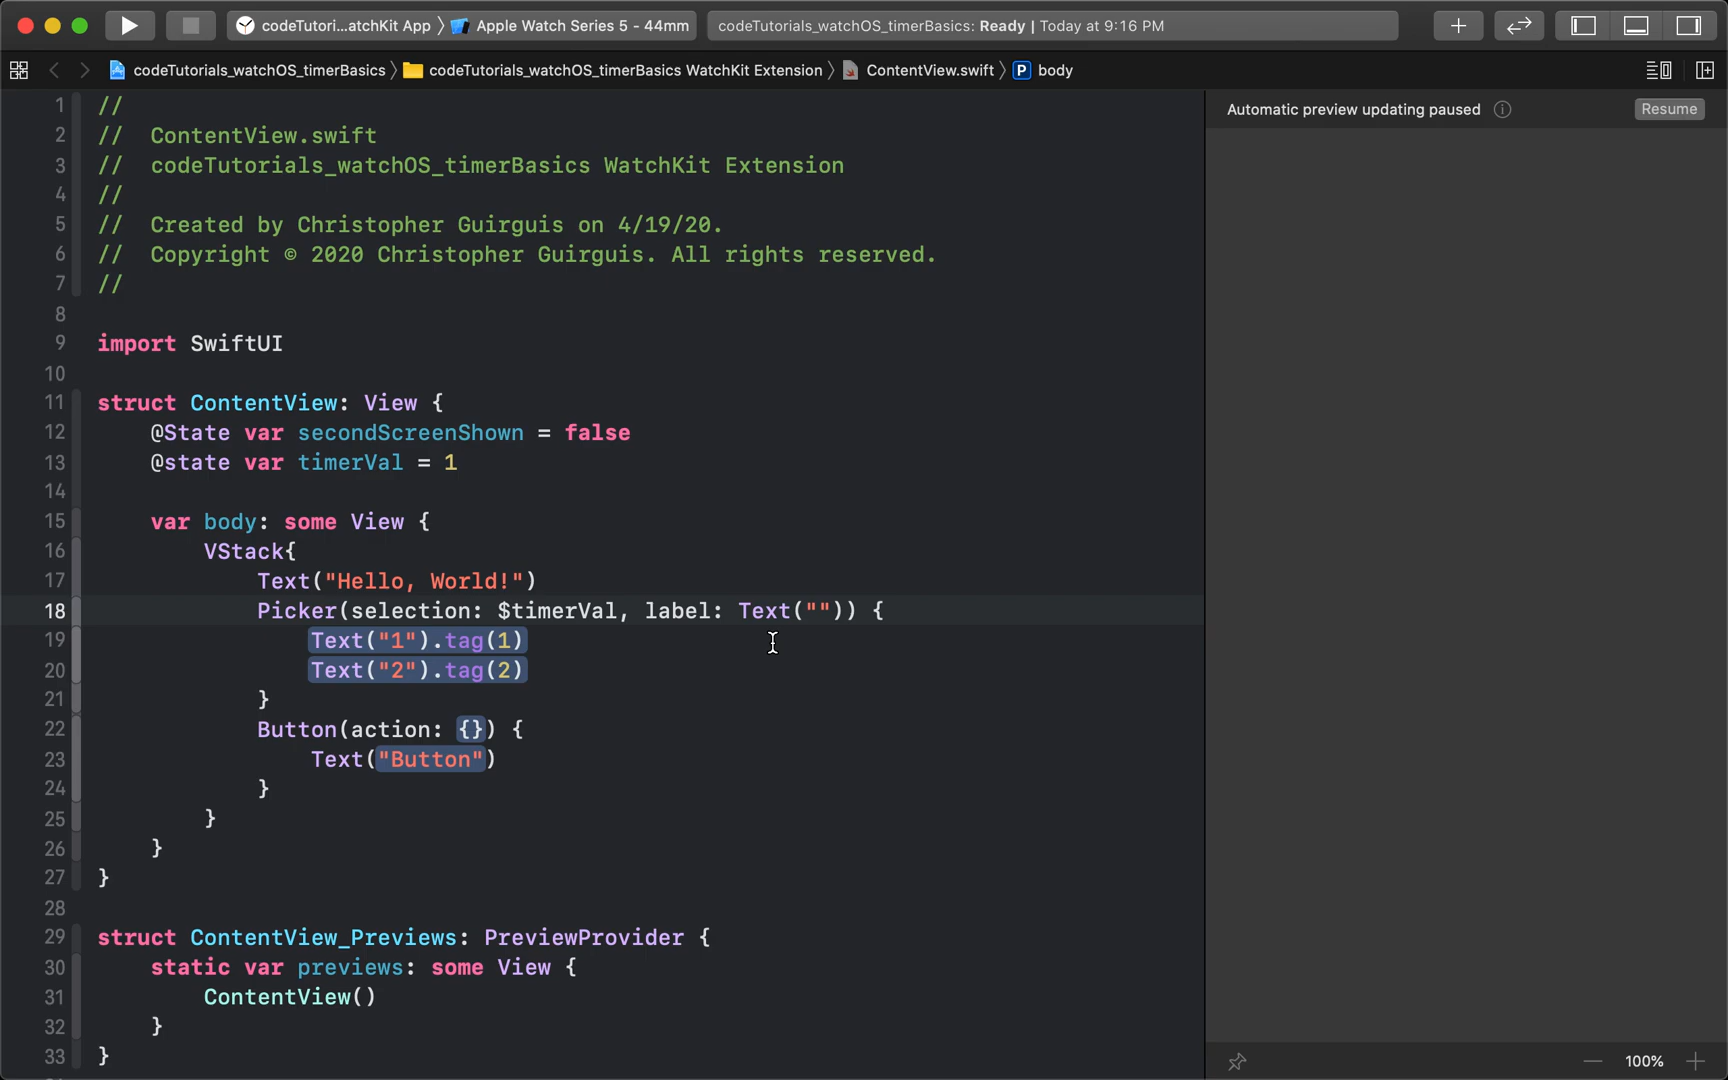 codeTutori...atchKit App 〉 Apple Watch Series 5 - 44mm
codeTutorials_watchOS_timerBasics: Ready | Today at 9:16 PM
codeTutorials_watchOS_timerBasics 〉 codeTutorials_watchOS_timerBasics WatchKit Extension 〉 ContentView.swift 〉 P body
Automatic preview updating paused
Resume
1 //
2 //  ContentView.swift
3 //  codeTutorials_watchOS_timerBasics WatchKit Extension
4 //
5 //  Created by Christopher Guirguis on 4/19/20.
6 //  Copyright © 2020 Christopher Guirguis. All rights reserved.
7 //
8
9 import SwiftUI
10
11 struct ContentView: View {
12     @State var secondScreenShown = false
13     @state var timerVal = 1
14
15     var body: some View {
16         VStack{
17             Text("Hello, World!")
18             Picker(selection: $timerVal, label: Text("")) {
19                 Text("1").tag(1)
20                 Text("2").tag(2)
21             }
22             Button(action: {}) {
23                 Text("Button")
24             }
25         }
26     }
27 }
28
29 struct ContentView_Previews: PreviewProvider {
30     static var previews: some View {
31         ContentView()
32     }
33 }
100%